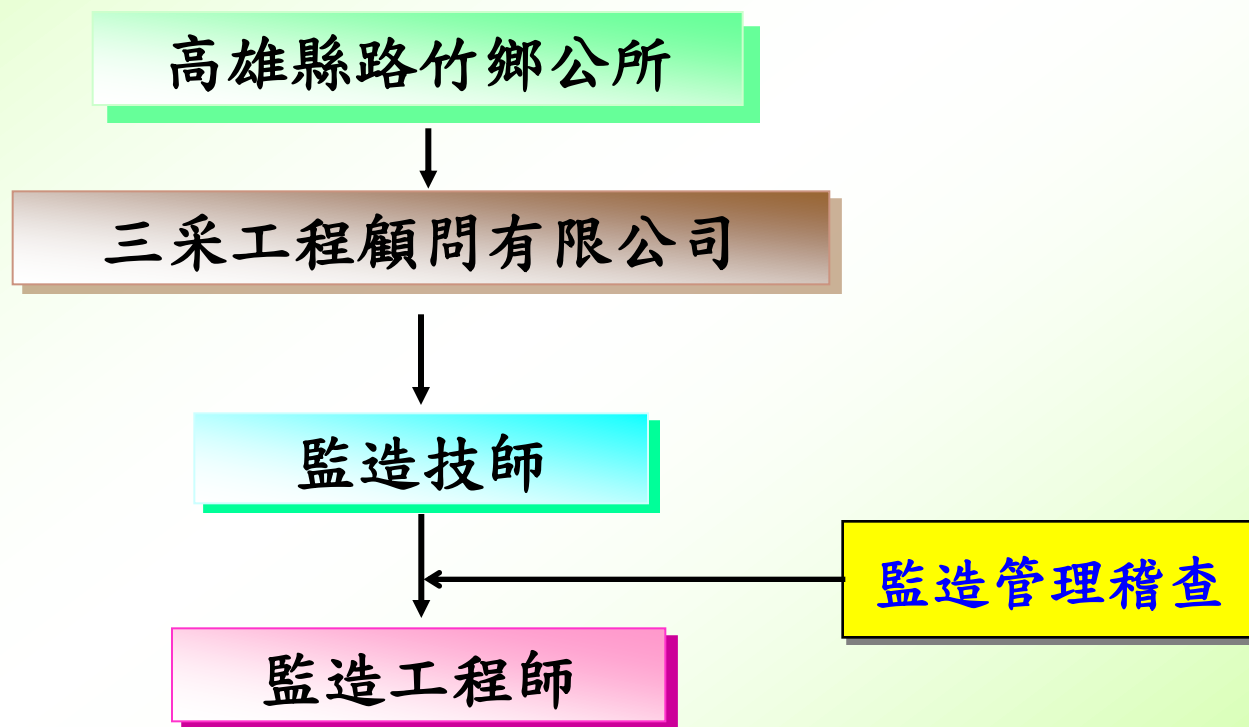 高雄縣路竹鄉公所
三采工程顧問有限公司
監造技師
監造管理稽查
監造工程師